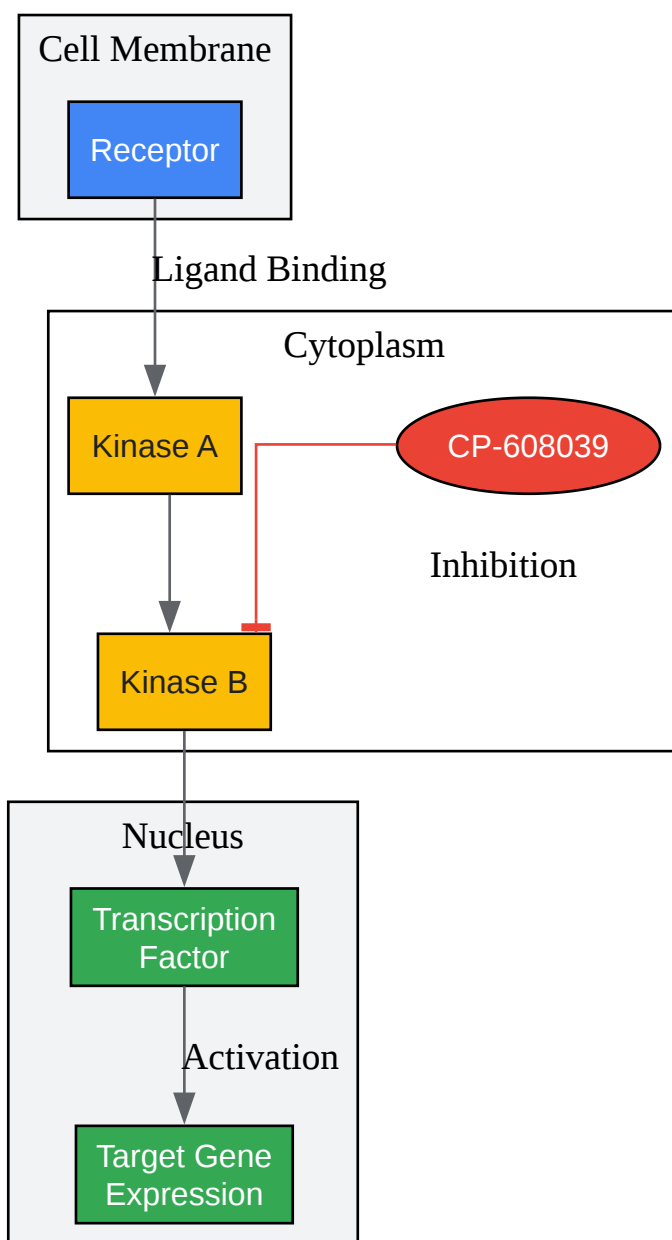 Cell Membrane
Receptor
Ligand Binding
Cytoplasm
Kinase A
CP-608039
Inhibition
Kinase B
Nucleus
Transcription
Factor
Activation
Target Gene
Expression